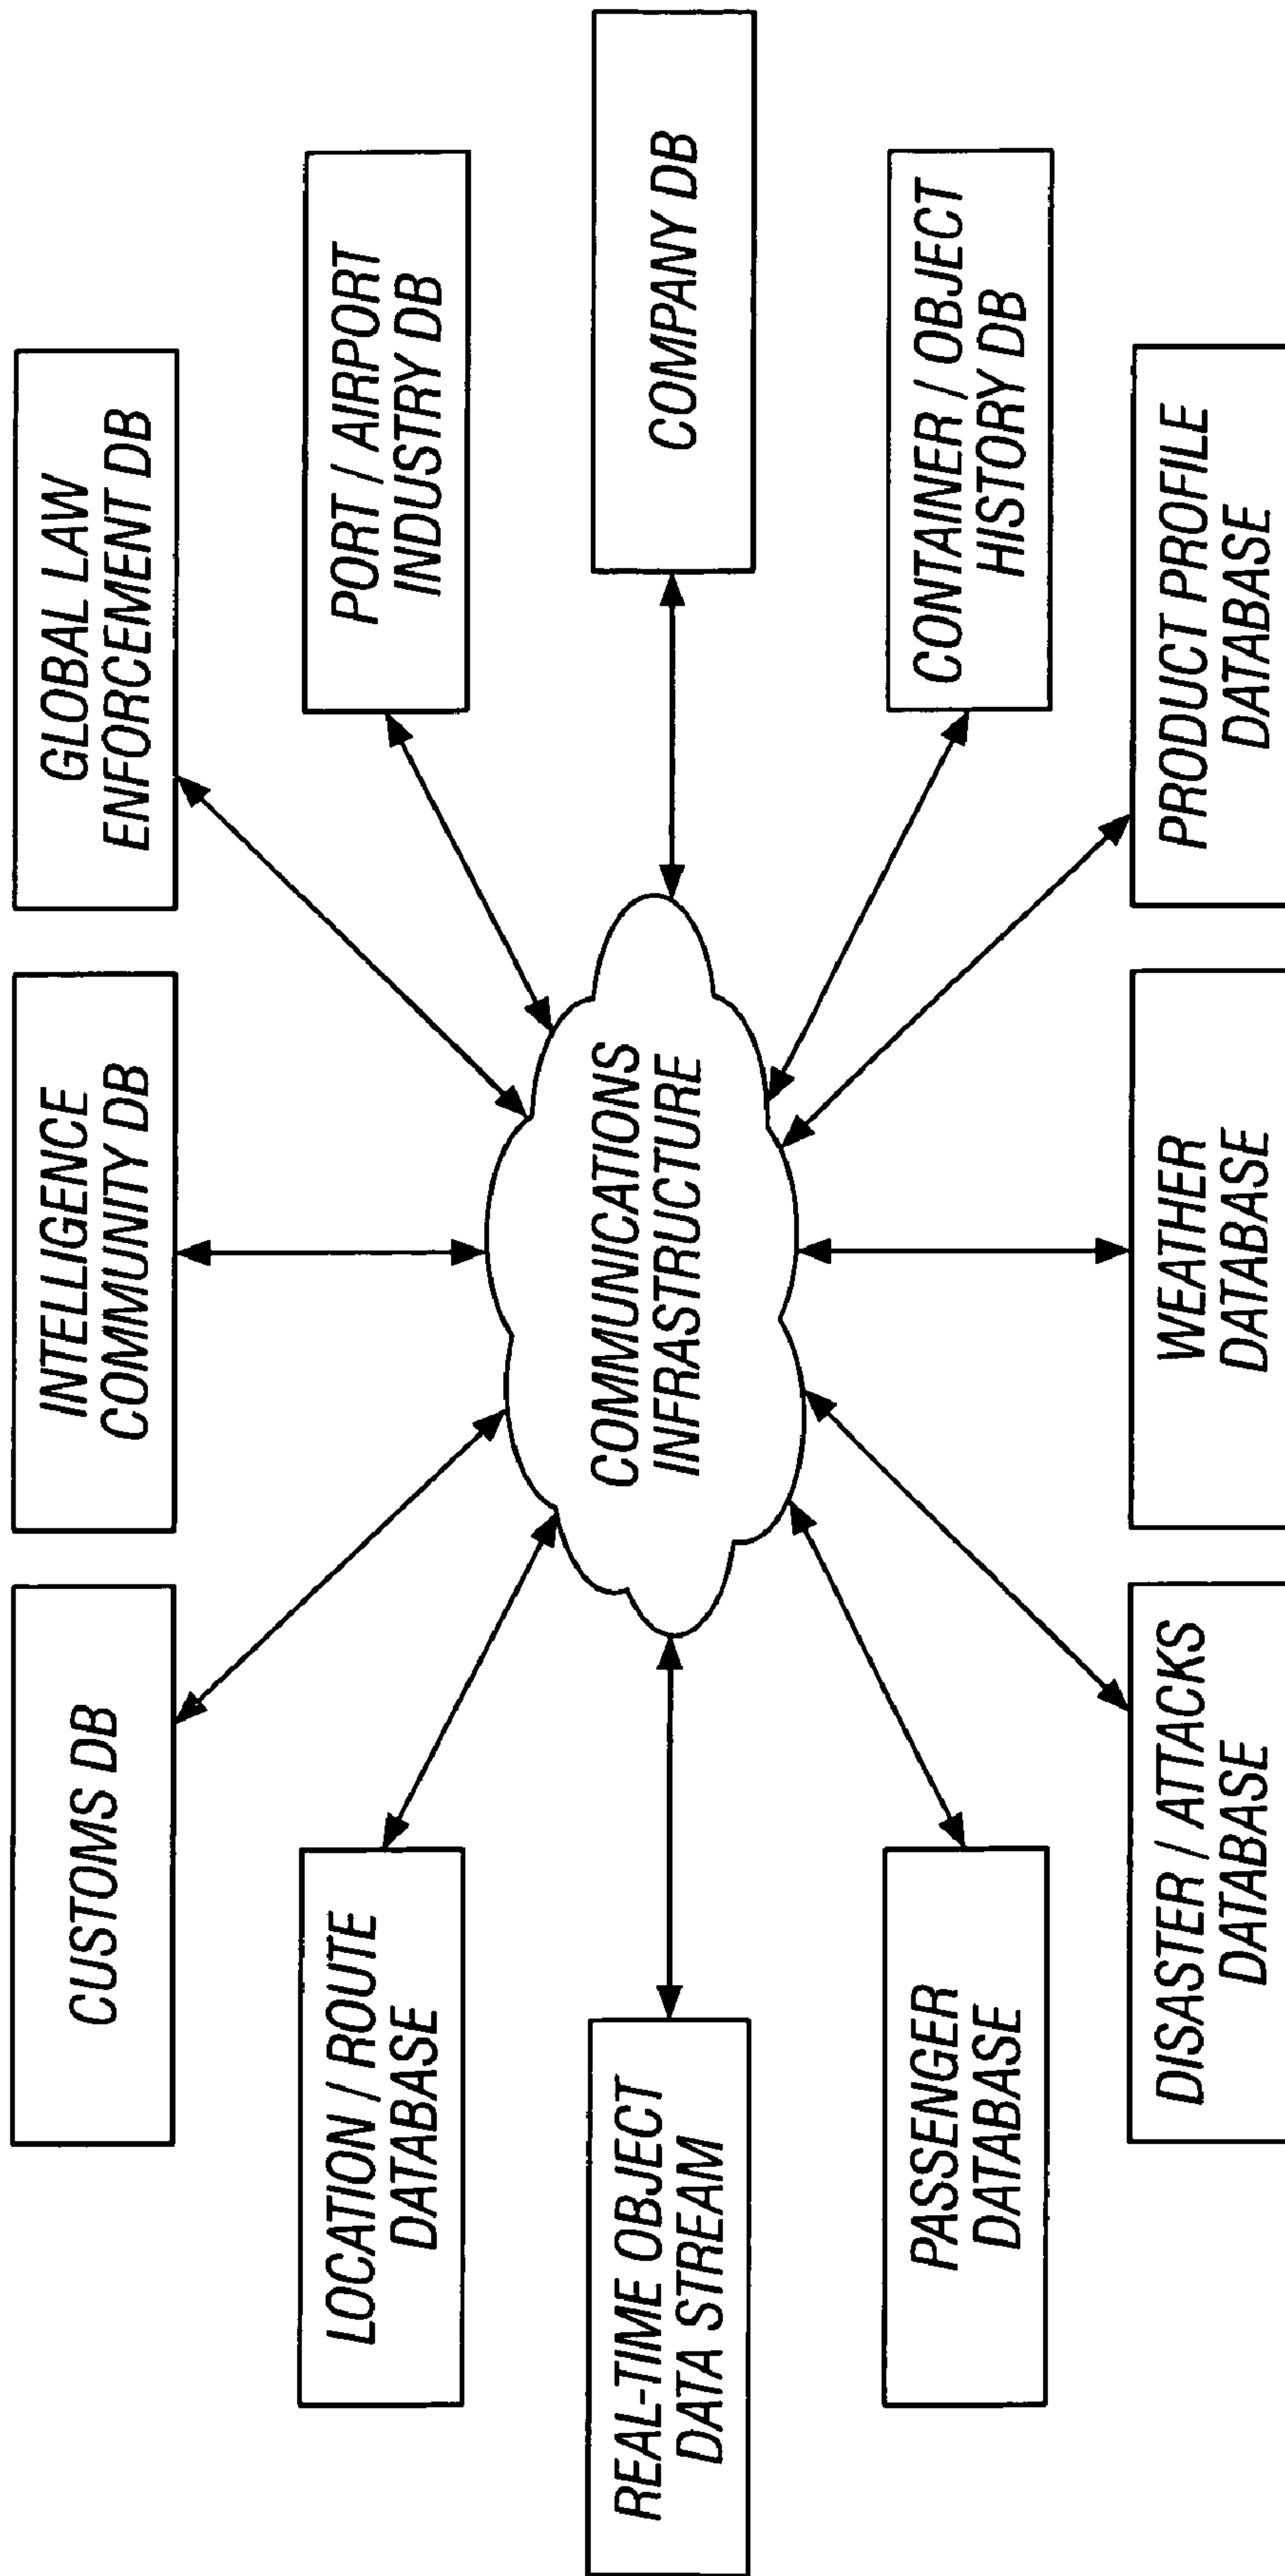 CUSTOMS DB
INTELLIGENCE
COMMUNITY DB
GLOBAL LAW
ENFORCEMENT DB
LOCATION / ROUTE
DATABASE
PORT / AIRPORT
INDUSTRY DB
REAL-TIME OBJECT
DATA STREAM
COMMUNICATIONS
INFRASTRUCTURE
COMPANY DB
PASSENGER
DATABASE
CONTAINER / OBJECT
HISTORY DB
DISASTER / ATTACKS
DATABASE
WEATHER
DATABASE
PRODUCT PROFILE
DATABASE